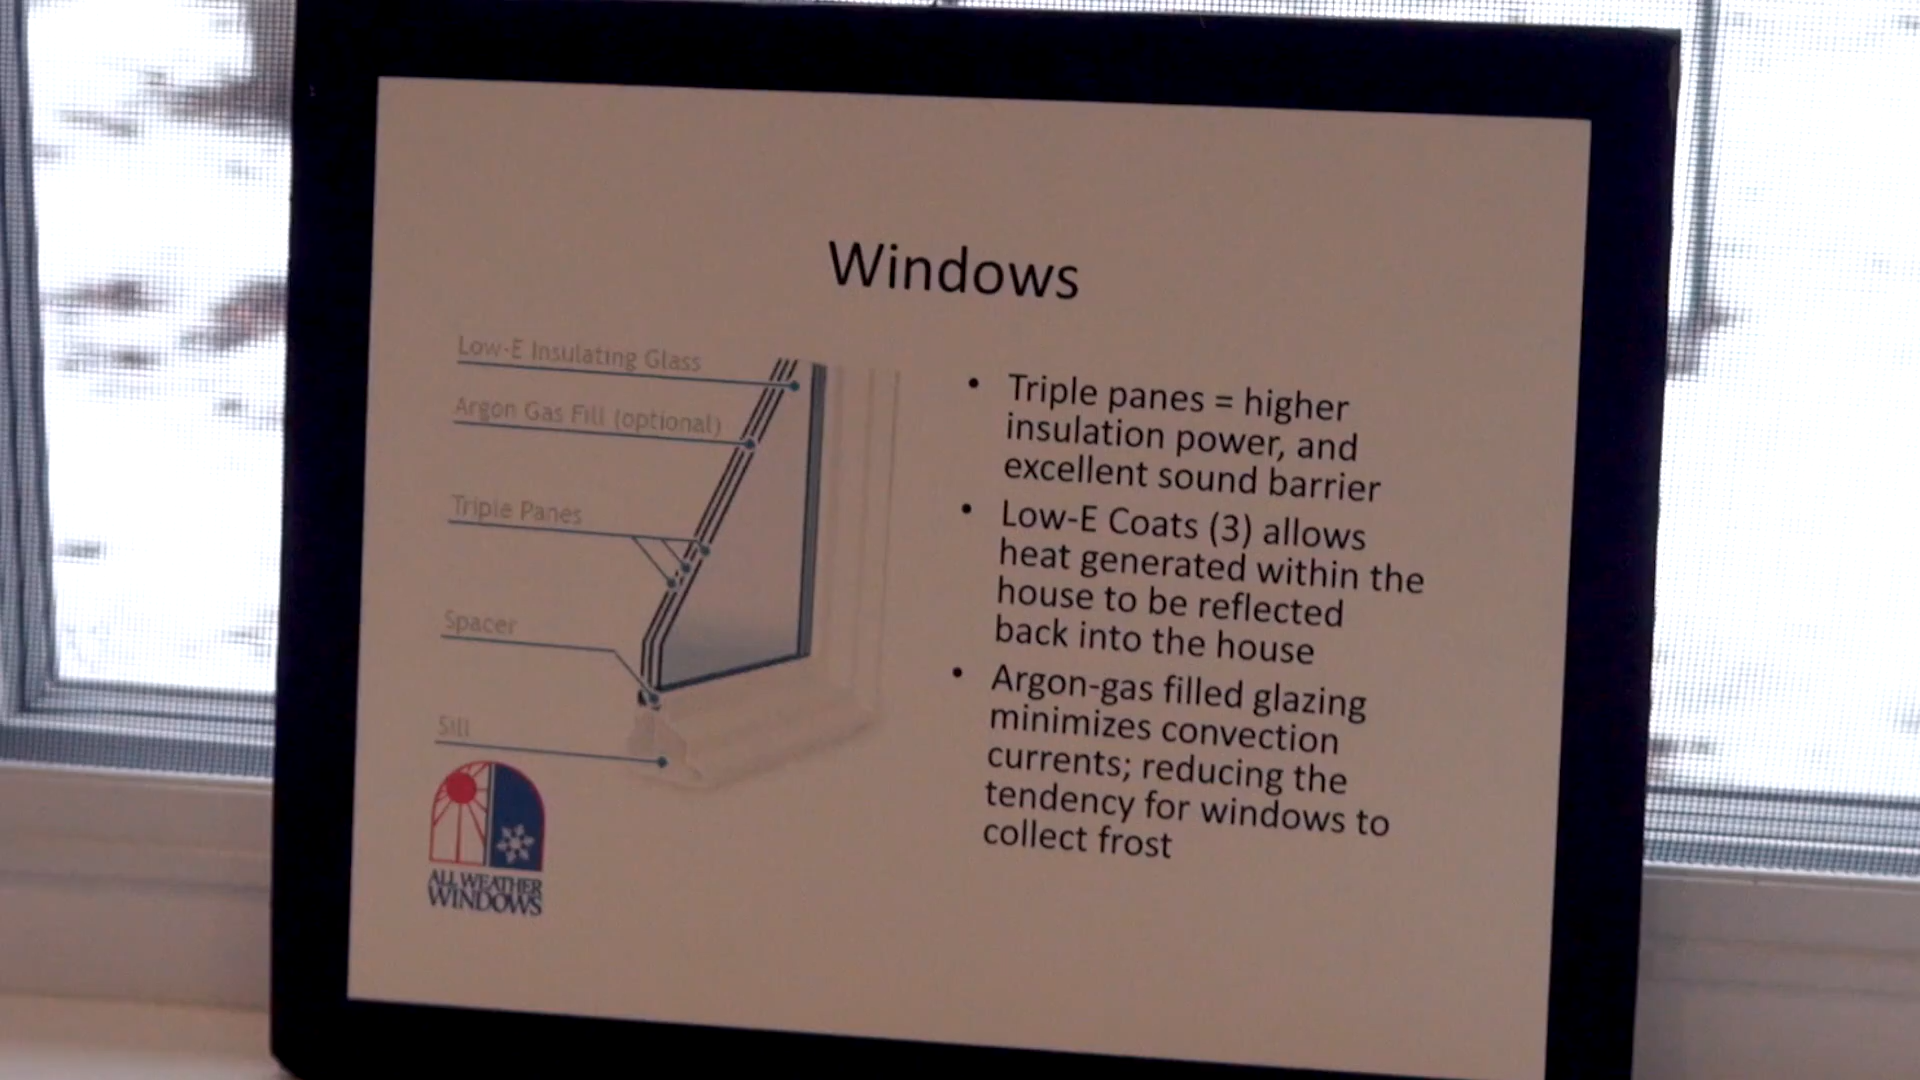 Windows
Low-E Insulating Glass
Argon Gas Fill (optional)
Triple Panes
Spacer
Sill
ALL WEATHER
WINDOWS
• Triple panes = higher
insulation power, and
excellent sound barrier
• Low-E Coats (3) allows
heat generated within the
house to be reflected
back into the house
• Argon-gas filled glazing
minimizes convection
currents; reducing the
tendency for windows to
collect frost